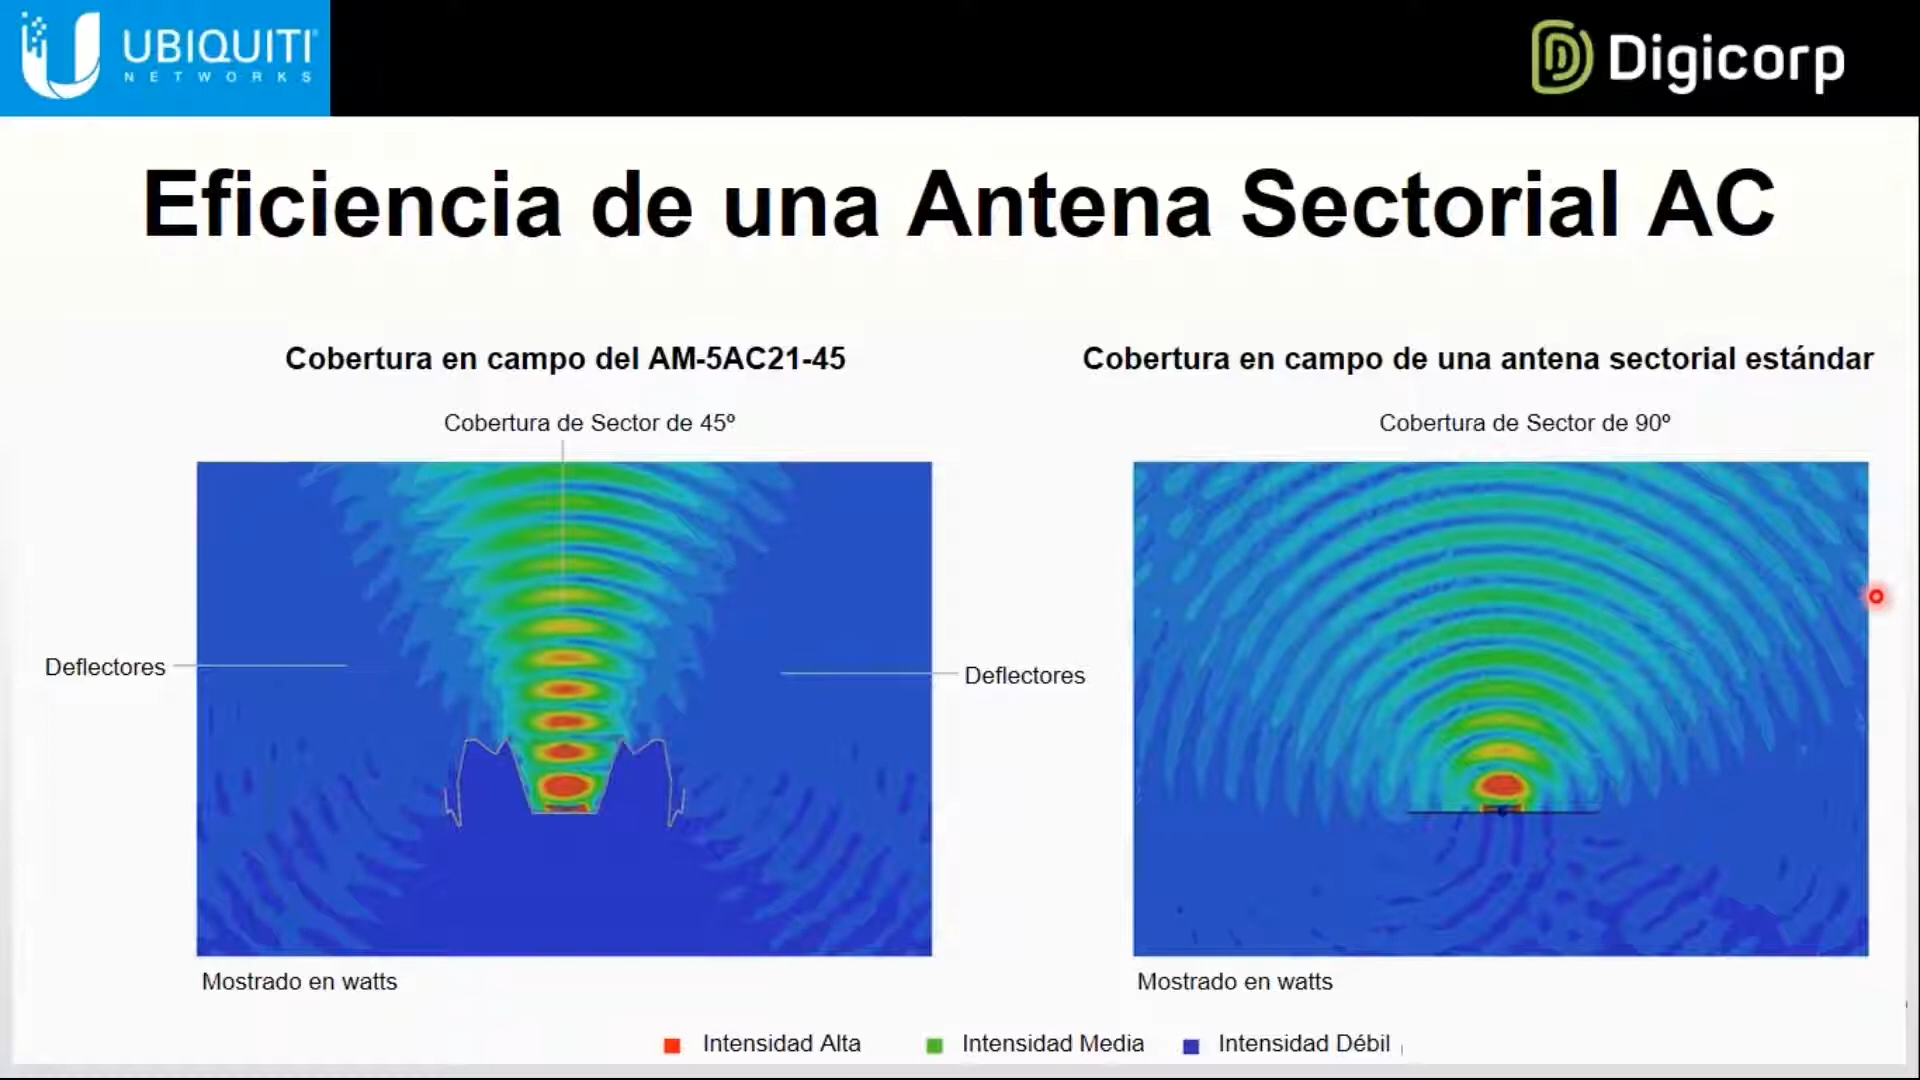 UBIQUITI
NETWORKS
Digicorp
Eficiencia de una Antena Sectorial AC
Cobertura en campo del AM-5AC21-45
Cobertura de Sector de 45º
Deflectores
Deflectores
Mostrado en watts
Cobertura en campo de una antena sectorial estándar
Cobertura de Sector de 90º
Mostrado en watts
Intensidad Alta
Intensidad Media
Intensidad Débil